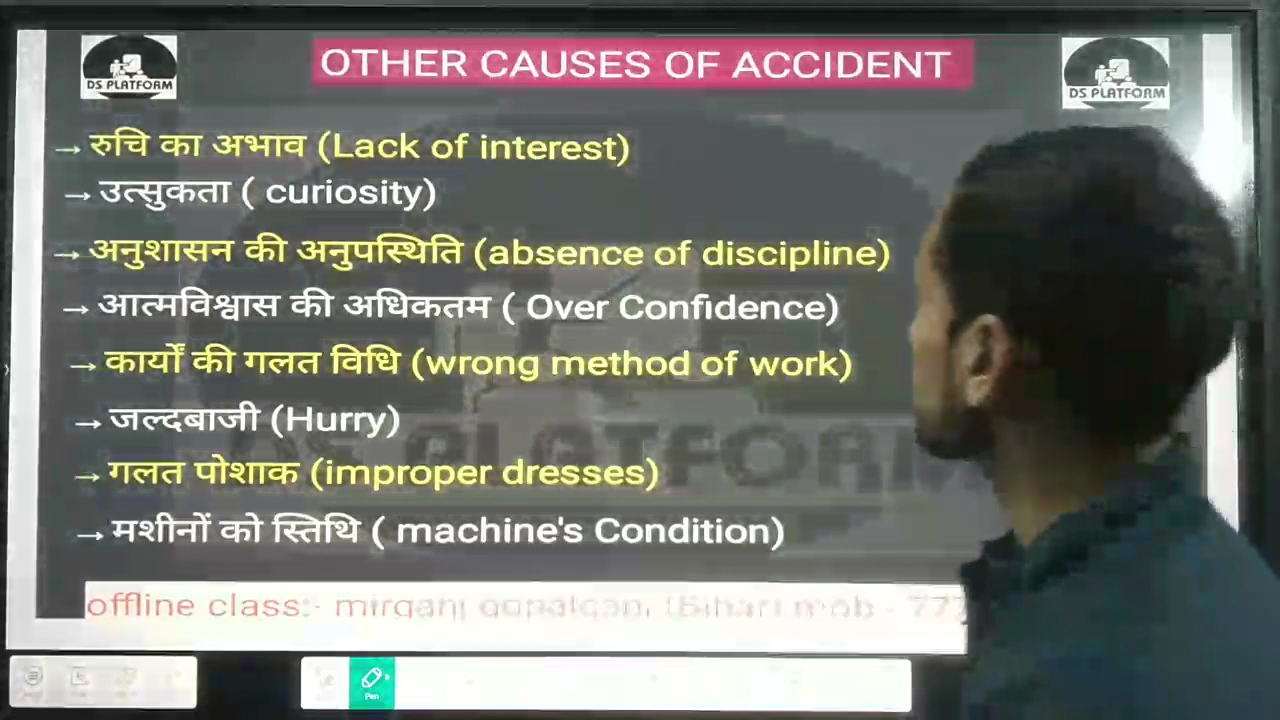 OTHER CAUSES OF ACCIDENT
DS PLATFORM
DS PLATFORM
→ रुचि का अभाव (Lack of interest)
→ उत्सुकता ( curiosity)
→ अनुशासन की अनुपस्थिति (absence of discipline)
→ आत्मविश्वास की अधिकतम ( Over Confidence)
→ कार्यों की गलत विधि (wrong method of work)
→ जल्दबाजी (Hurry)
→ गलत पोशाक (improper dresses)
→ मशीनों को स्तिथि ( machine's Condition)
DS PLATFORM
offline class:- mirganj gopalganj (Bihar) mob - 77
Pen